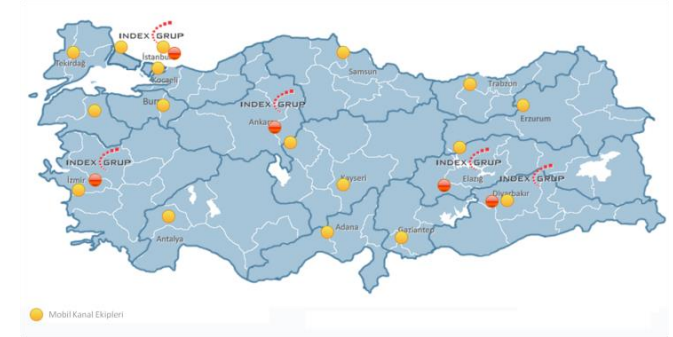 INDEX GRUP
İstanbul
Tekirdağ
Kocaeli
Samsun
Trabzon
INDEX GRUP
Ankara
Erzurum
INDEX GRUP
İzmir
INDEX GRUP
Elazığ
INDEX GRUP
Diyarbakır
Kayseri
Antalya
Adana
Gaziantep
Mobil Kanal Ekipleri